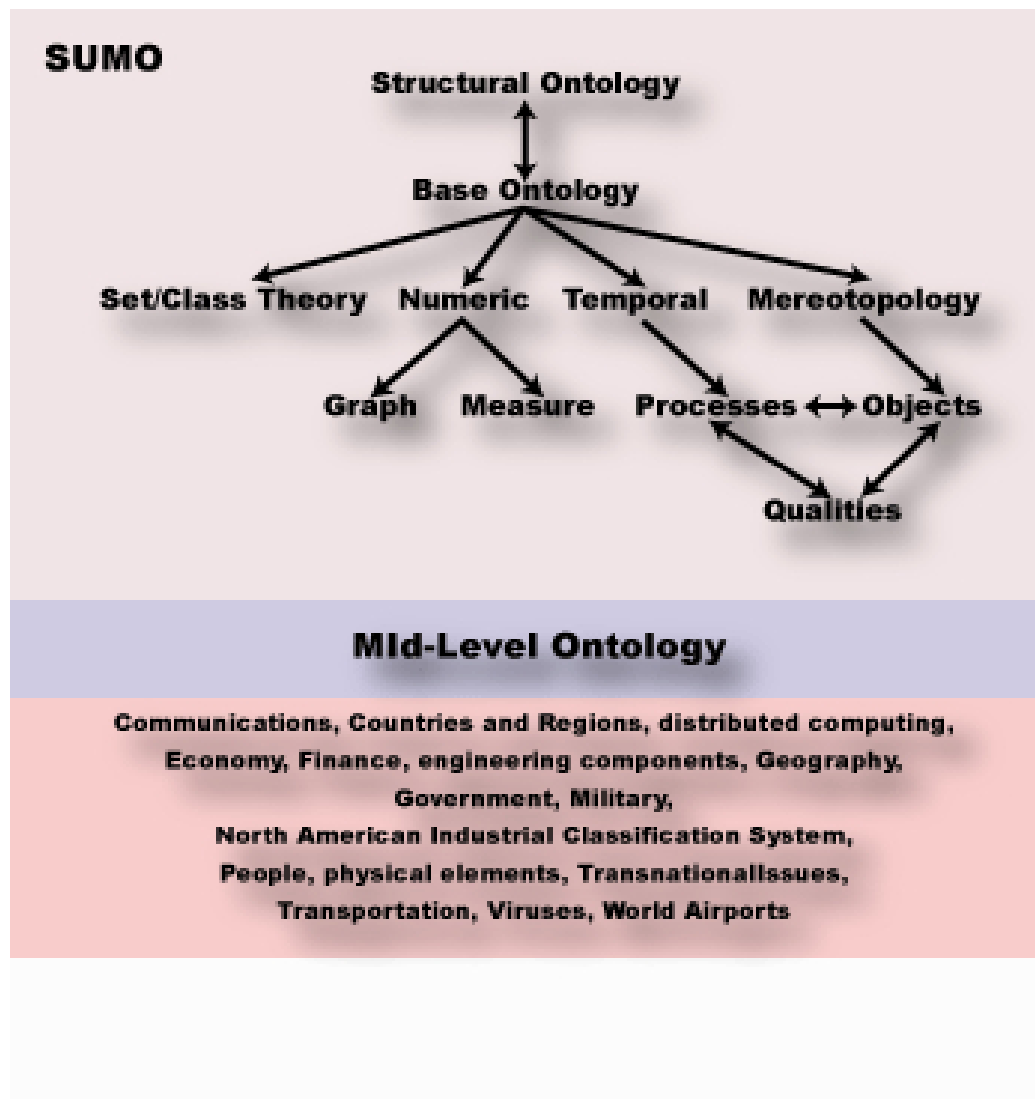 SUMO
Structural Ontology
Base Ontology
Set/Class Theory Numeric Temporal Mereotopology
Graph Measure Processes Objects
Qualities
MId-Level Ontology
Communications, Countries and Regions, distributed computing,
Economy, Finance, engineering components, Geography,
Government, Military,
North American Industrial Classification System,
People, physical elements, TransnationalIssues,
Transportation, Viruses, World Airports